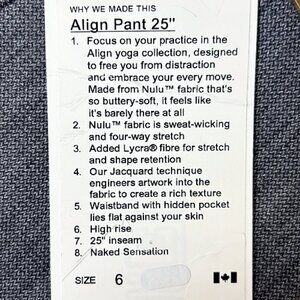 WHY WE MADE THIS
Align Pant 25"
1. Focus on your practice in the
Align yoga collection, designed
to free you from distraction
and embrace your every move.
Made from Nulu™ fabric that's
so buttery-soft, it feels like
it's barely there at all
2. Nulu™ fabric is sweat-wicking
and four-way stretch
3. Added Lycra® fibre for stretch
and shape retention
4. Our Jacquard technique
engineers artwork into the
fabric to create a rich texture
5. Waistband with hidden pocket
lies flat against your skin
6. High rise
7. 25" inseam
8. Naked Sensation
SIZE 6